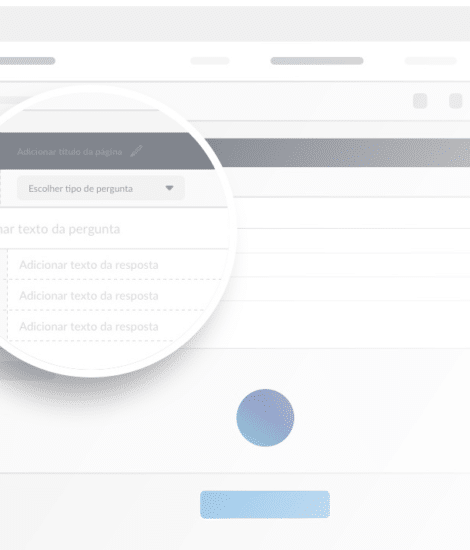 Adicionar título da página
Escolher tipo de pergunta
nar texto da pergunta
Adicionar texto da resposta
Adicionar texto da resposta
Adicionar texto da resposta